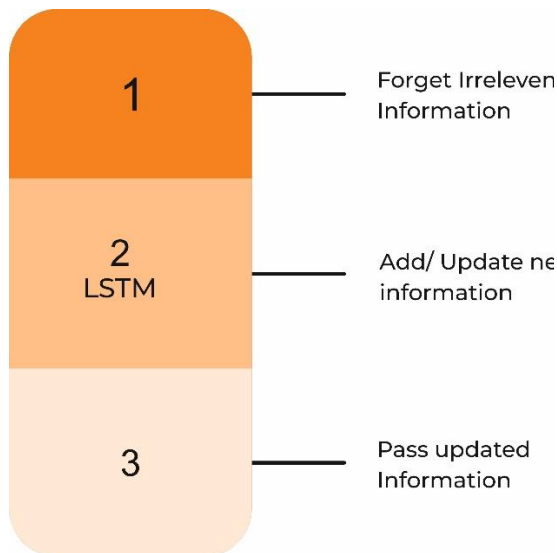 1
Forget Irreleven
Information
2
LSTM
Add/ Update ne
information
3
Pass updated
Information